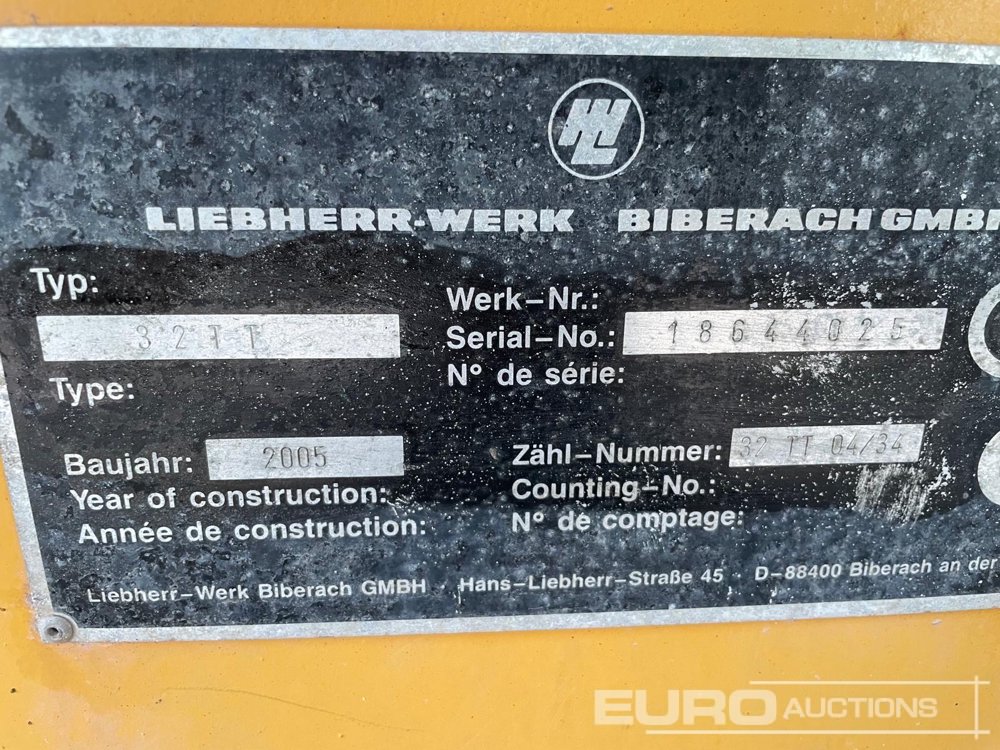 LIEBHERR-WERK BIBERACH GMBH
Typ:
32TT
Type:
Werk-Nr.:
Serial-No.: 18644025
N° de série:
Baujahr: 2005
Year of construction:
Année de construction:
Zähl-Nummer: 32 TT 04/34
Counting-No.:
N° de comptage:
Liebherr-Werk Biberach GMBH · Hans-Liebherr-Straße 45 · D-88400 Biberach an der
EURO AUCTIONS